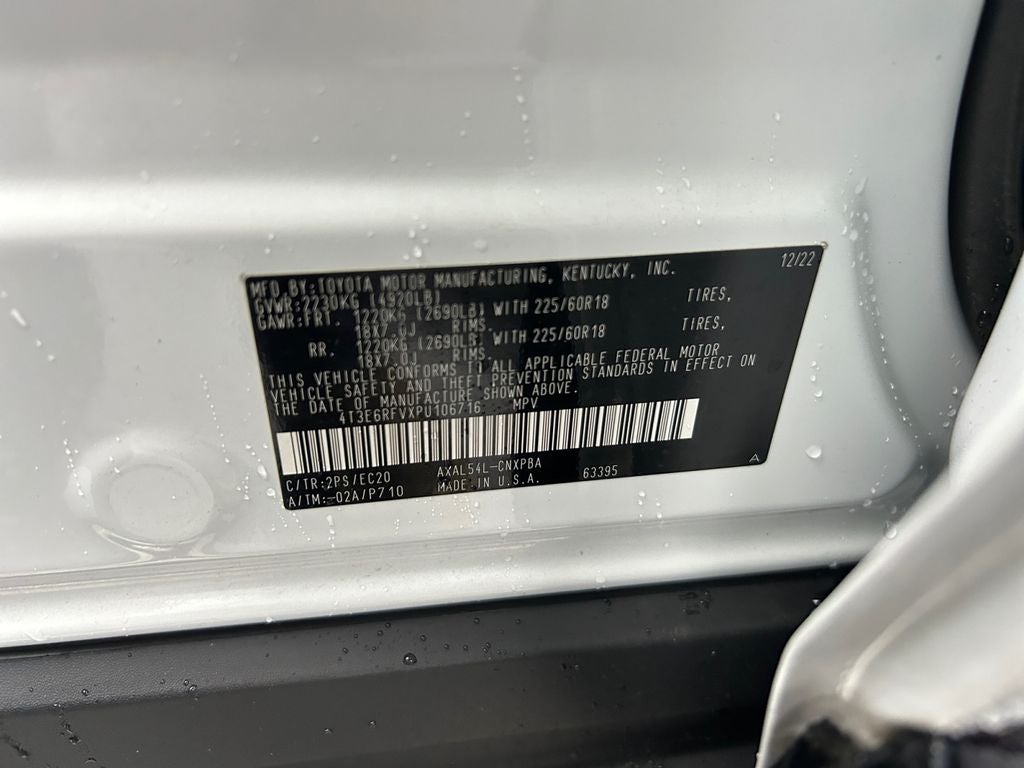 MFD BY:TOYOTA MOTOR MANUFACTURING, KENTUCKY, INC. 12/22
GVWR:2230KG (4920LB)
GAWR:FRT. 1220KG (2690LB) WITH 225/60R18 TIRES,
18X7.0J RIMS.
RR. 1220KG (2690LB) WITH 225/60R18 TIRES,
18X7.0J RIMS.
THIS VEHICLE CONFORMS TO ALL APPLICABLE FEDERAL MOTOR
VEHICLE SAFETY AND THEFT PREVENTION STANDARDS IN EFFECT ON
THE DATE OF MANUFACTURE SHOWN ABOVE.
4T3E6RFVXPU106716 MPV
C/TR:2PS/EC20 AXAL54L-CNXPBA 63395 A
A/TM:-02A/P710 MADE IN U.S.A.